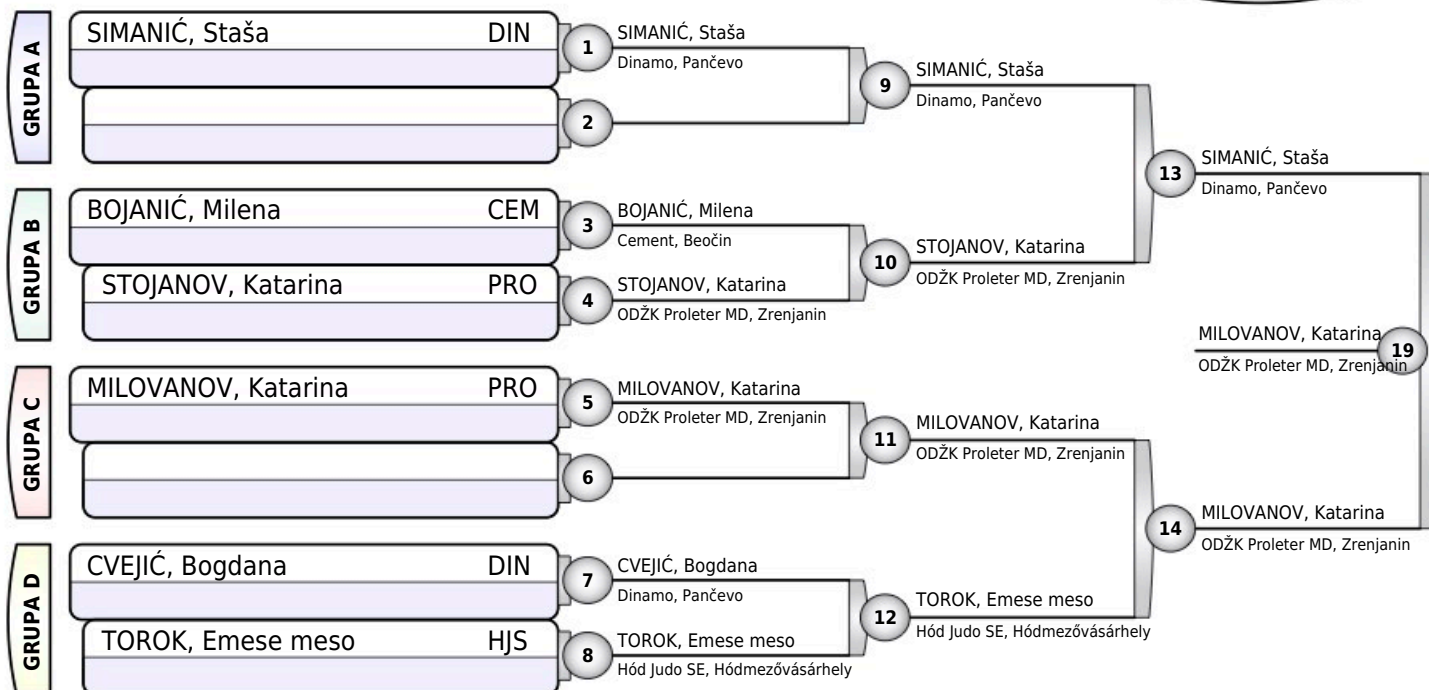 GRUPA A
SIMANIĆ, Staša DIN
1
SIMANIĆ, Staša
Dinamo, Pančevo
2
9
SIMANIĆ, Staša
Dinamo, Pančevo
GRUPA B
BOJANIĆ, Milena CEM
3
BOJANIĆ, Milena
Cement, Beočin
STOJANOV, Katarina PRO
4
STOJANOV, Katarina
ODŽK Proleter MD, Zrenjanin
10
STOJANOV, Katarina
ODŽK Proleter MD, Zrenjanin
13
SIMANIĆ, Staša
Dinamo, Pančevo
GRUPA C
MILOVANOV, Katarina PRO
5
MILOVANOV, Katarina
ODŽK Proleter MD, Zrenjanin
6
11
MILOVANOV, Katarina
ODŽK Proleter MD, Zrenjanin
GRUPA D
CVEJIĆ, Bogdana DIN
7
CVEJIĆ, Bogdana
Dinamo, Pančevo
TOROK, Emese meso HJS
8
TOROK, Emese meso
Hód Judo SE, Hódmezővásárhely
12
TOROK, Emese meso
Hód Judo SE, Hódmezővásárhely
14
MILOVANOV, Katarina
ODŽK Proleter MD, Zrenjanin
MILOVANOV, Katarina
ODŽK Proleter MD, Zrenjanin
19